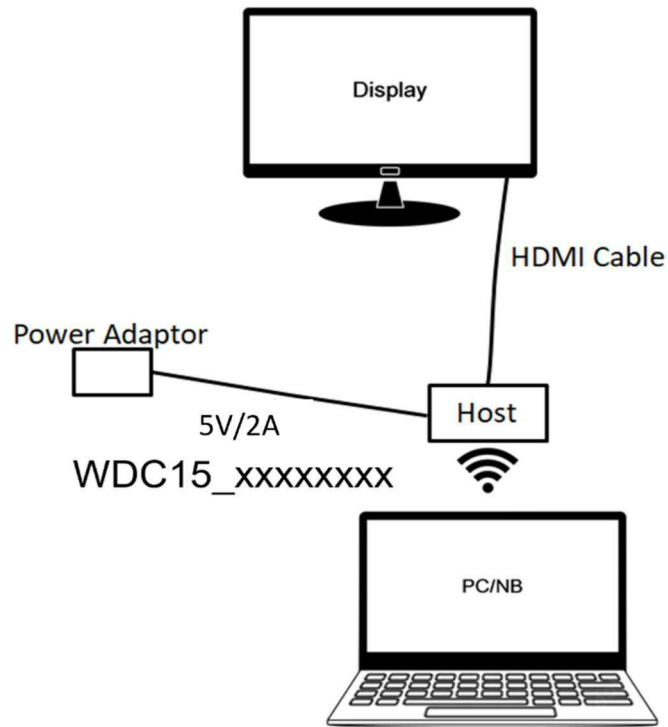 Display
HDMI Cable
Power Adaptor
Host
5V/2A
WDC15_xxxxxxxx
PC/NB